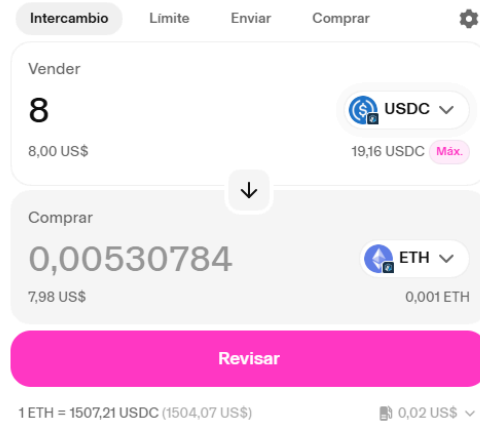 Intercambio Límite Enviar Comprar
Vender
8
USDC
8,00 US$
19,16 USDC Máx.
Comprar
0,00530784
ETH
7,98 US$
0,001 ETH
Revisar
1 ETH = 1507,21 USDC (1504,07 US$)
0,02 US$